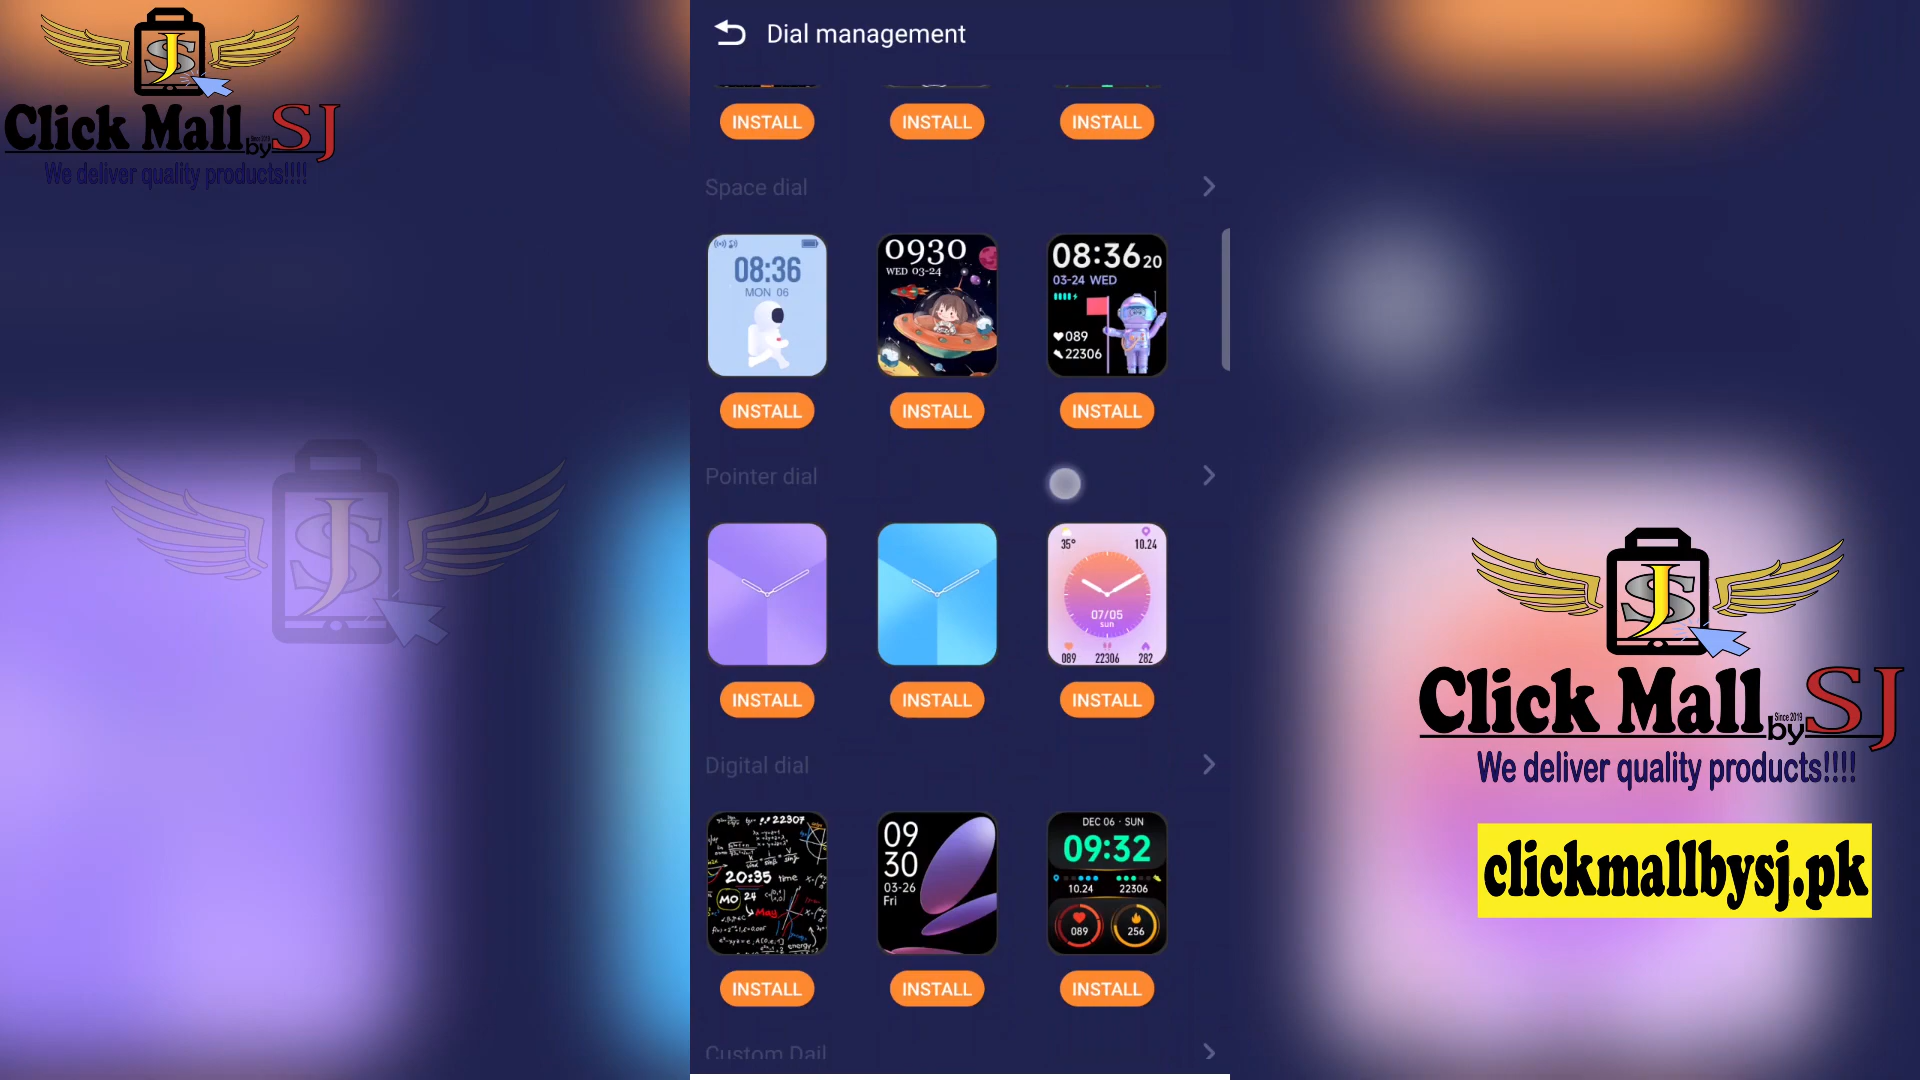 Click Mall by SJ
We deliver quality products!!!!
Dial management
INSTALL INSTALL INSTALL
Space dial
08:36
MON 06
0930
WED 03-24
08:36 20
03-24 WED
089
22306
INSTALL INSTALL INSTALL
Pointer dial
35° 10.24
07/05
sun
089 22306 282
INSTALL INSTALL INSTALL
Digital dial
22307
20:35 time
MO 24
May
energy
09
30
03-26
Fri
DEC 06 · SUN
09:32
10.24 22306
089 256
INSTALL INSTALL INSTALL
Custom Dail
SJ
Click Mall by SJ
Since 2019
We deliver quality products!!!!
clickmallbysj.pk